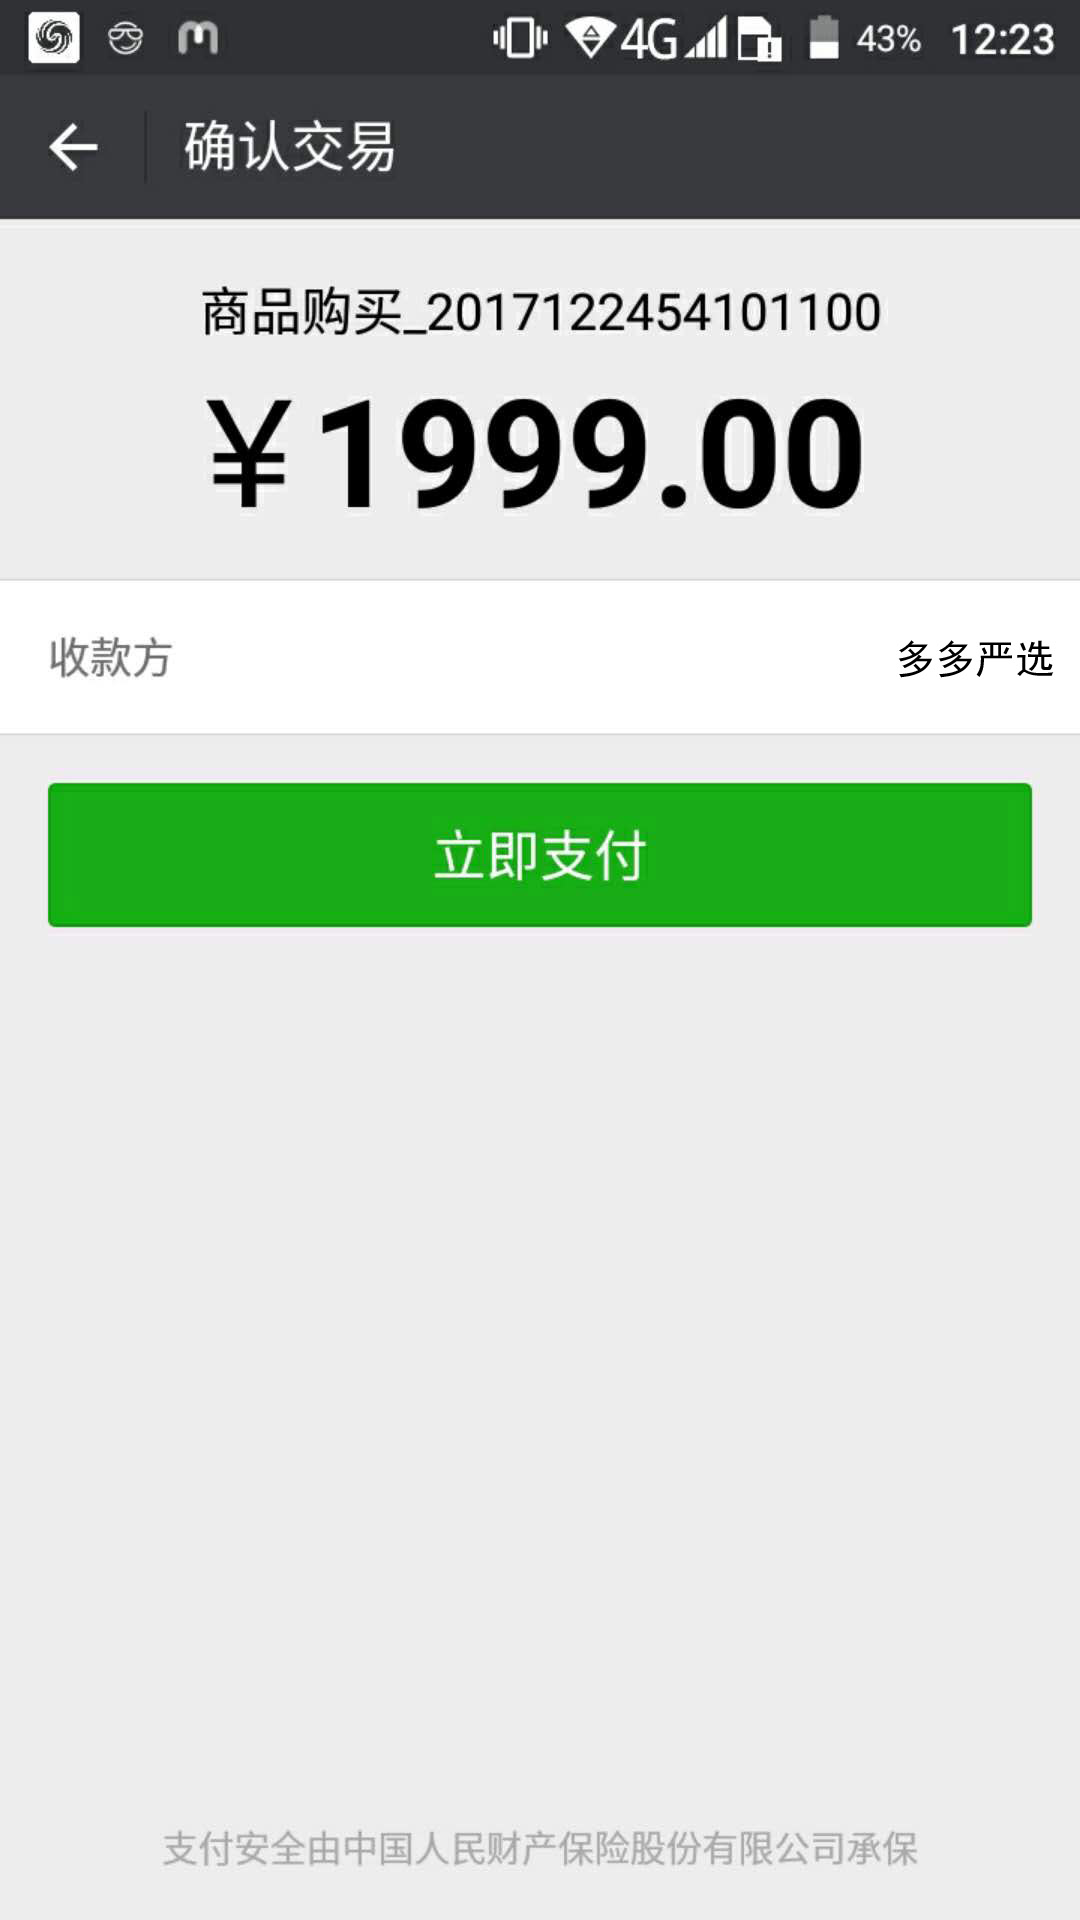 4G 43% 12:23
确认交易
商品购买_2017122454101100
￥1999.00
收款方 多多严选
立即支付
支付安全由中国人民财产保险股份有限公司承保